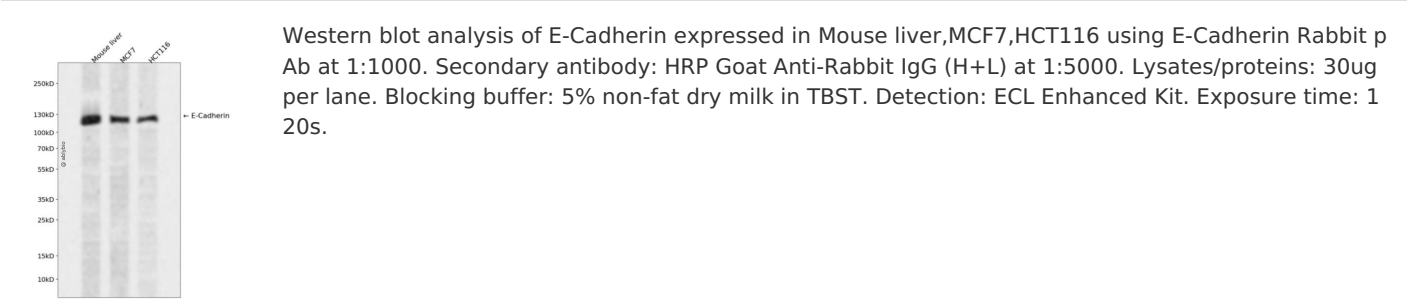 Mouse liver
MCF7
HCT116
250kD
130kD
100kD
70kD
55kD
35kD
25kD
15kD
10kD
← E-Cadherin
@ abyboo
Western blot analysis of E-Cadherin expressed in Mouse liver,MCF7,HCT116 using E-Cadherin Rabbit p
Ab at 1:1000. Secondary antibody: HRP Goat Anti-Rabbit IgG (H+L) at 1:5000. Lysates/proteins: 30ug
per lane. Blocking buffer: 5% non-fat dry milk in TBST. Detection: ECL Enhanced Kit. Exposure time: 1
20s.